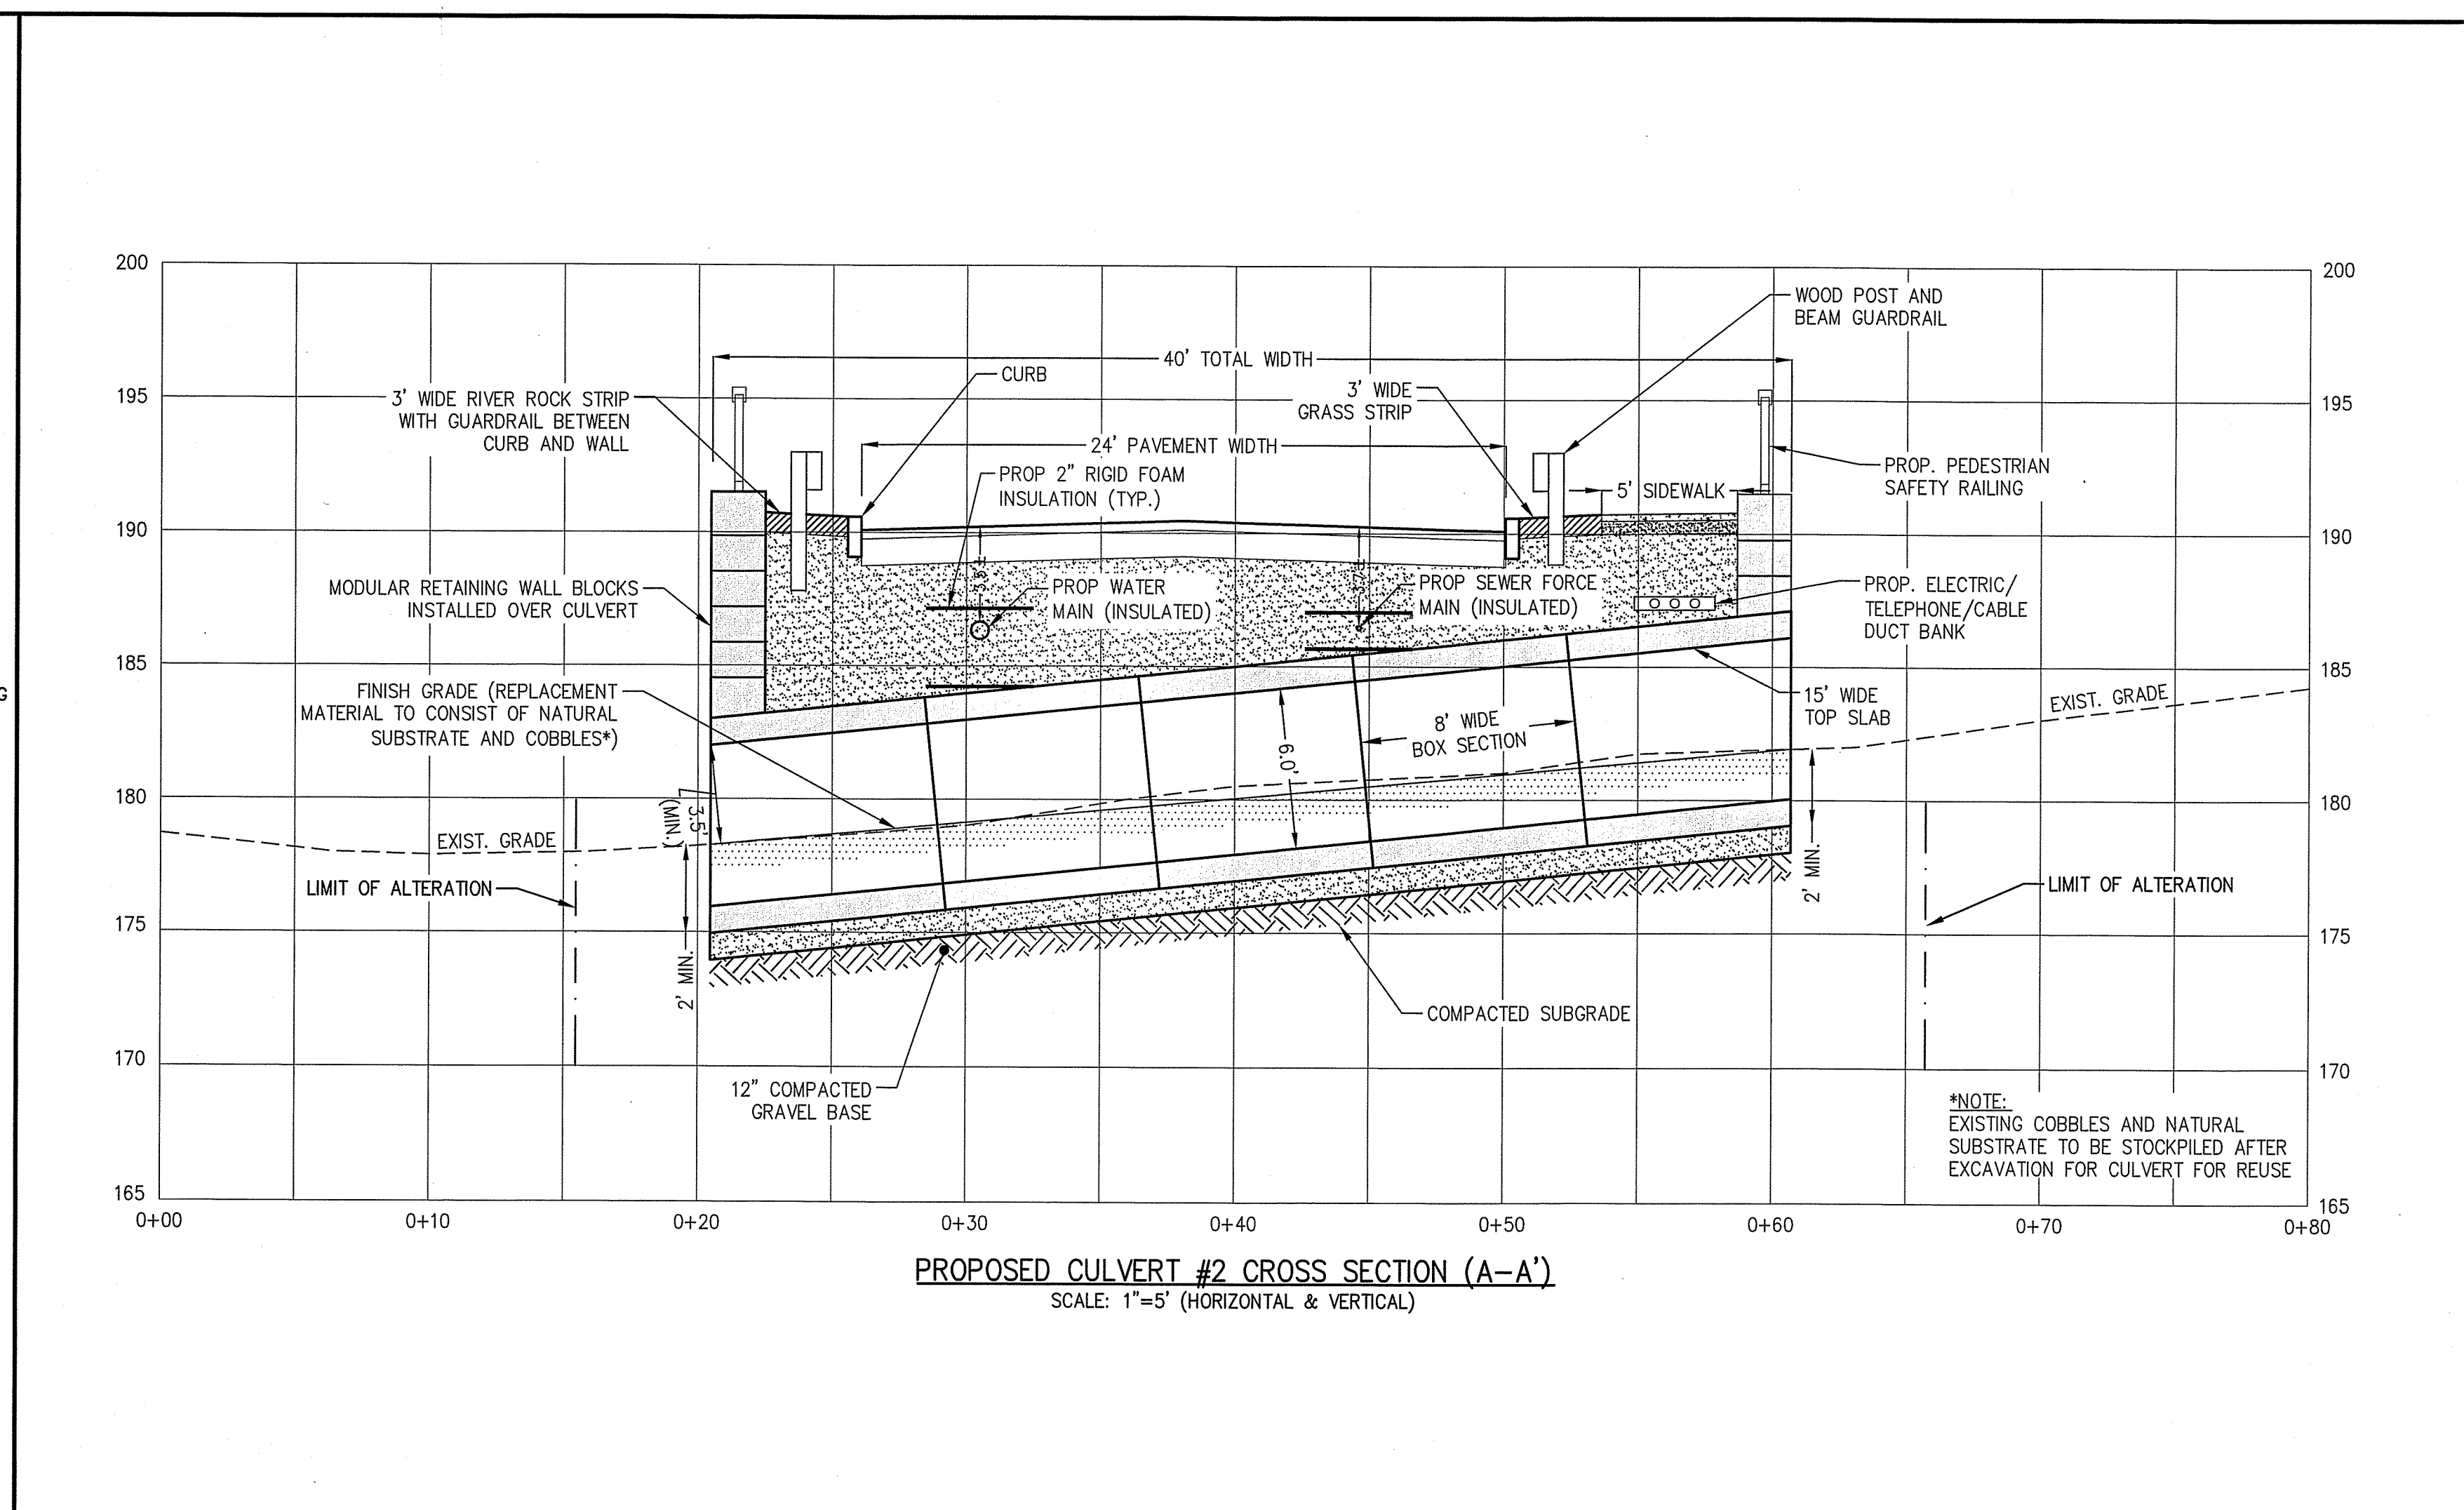 200
200
WOOD POST AND
BEAM GUARDRAIL
40' TOTAL WIDTH
CURB
195
3' WIDE RIVER ROCK STRIP
WITH GUARDRAIL BETWEEN
CURB AND WALL
3' WIDE
GRASS STRIP
195
24' PAVEMENT WIDTH
PROP 2" RIGID FOAM
INSULATION (TYP.)
5' SIDEWALK
PROP. PEDESTRIAN
SAFETY RAILING
190
190
MODULAR RETAINING WALL BLOCKS
INSTALLED OVER CULVERT
PROP WATER
MAIN (INSULATED)
PROP SEWER FORCE
MAIN (INSULATED)
PROP. ELECTRIC/
TELEPHONE/CABLE
DUCT BANK
185
185
G
FINISH GRADE (REPLACEMENT
MATERIAL TO CONSIST OF NATURAL
SUBSTRATE AND COBBLES*)
15' WIDE
TOP SLAB
EXIST. GRADE
8' WIDE
BOX SECTION
6.0'
180
180
3.5'
(MIN.)
EXIST. GRADE
LIMIT OF ALTERATION
2' MIN.
LIMIT OF ALTERATION
175
175
2' MIN.
COMPACTED SUBGRADE
170
170
12" COMPACTED
GRAVEL BASE
*NOTE:
EXISTING COBBLES AND NATURAL
SUBSTRATE TO BE STOCKPILED AFTER
EXCAVATION FOR CULVERT FOR REUSE
165
165
0+00 0+10 0+20 0+30 0+40 0+50 0+60 0+70 0+80
PROPOSED CULVERT #2 CROSS SECTION (A-A')
SCALE: 1"=5' (HORIZONTAL & VERTICAL)